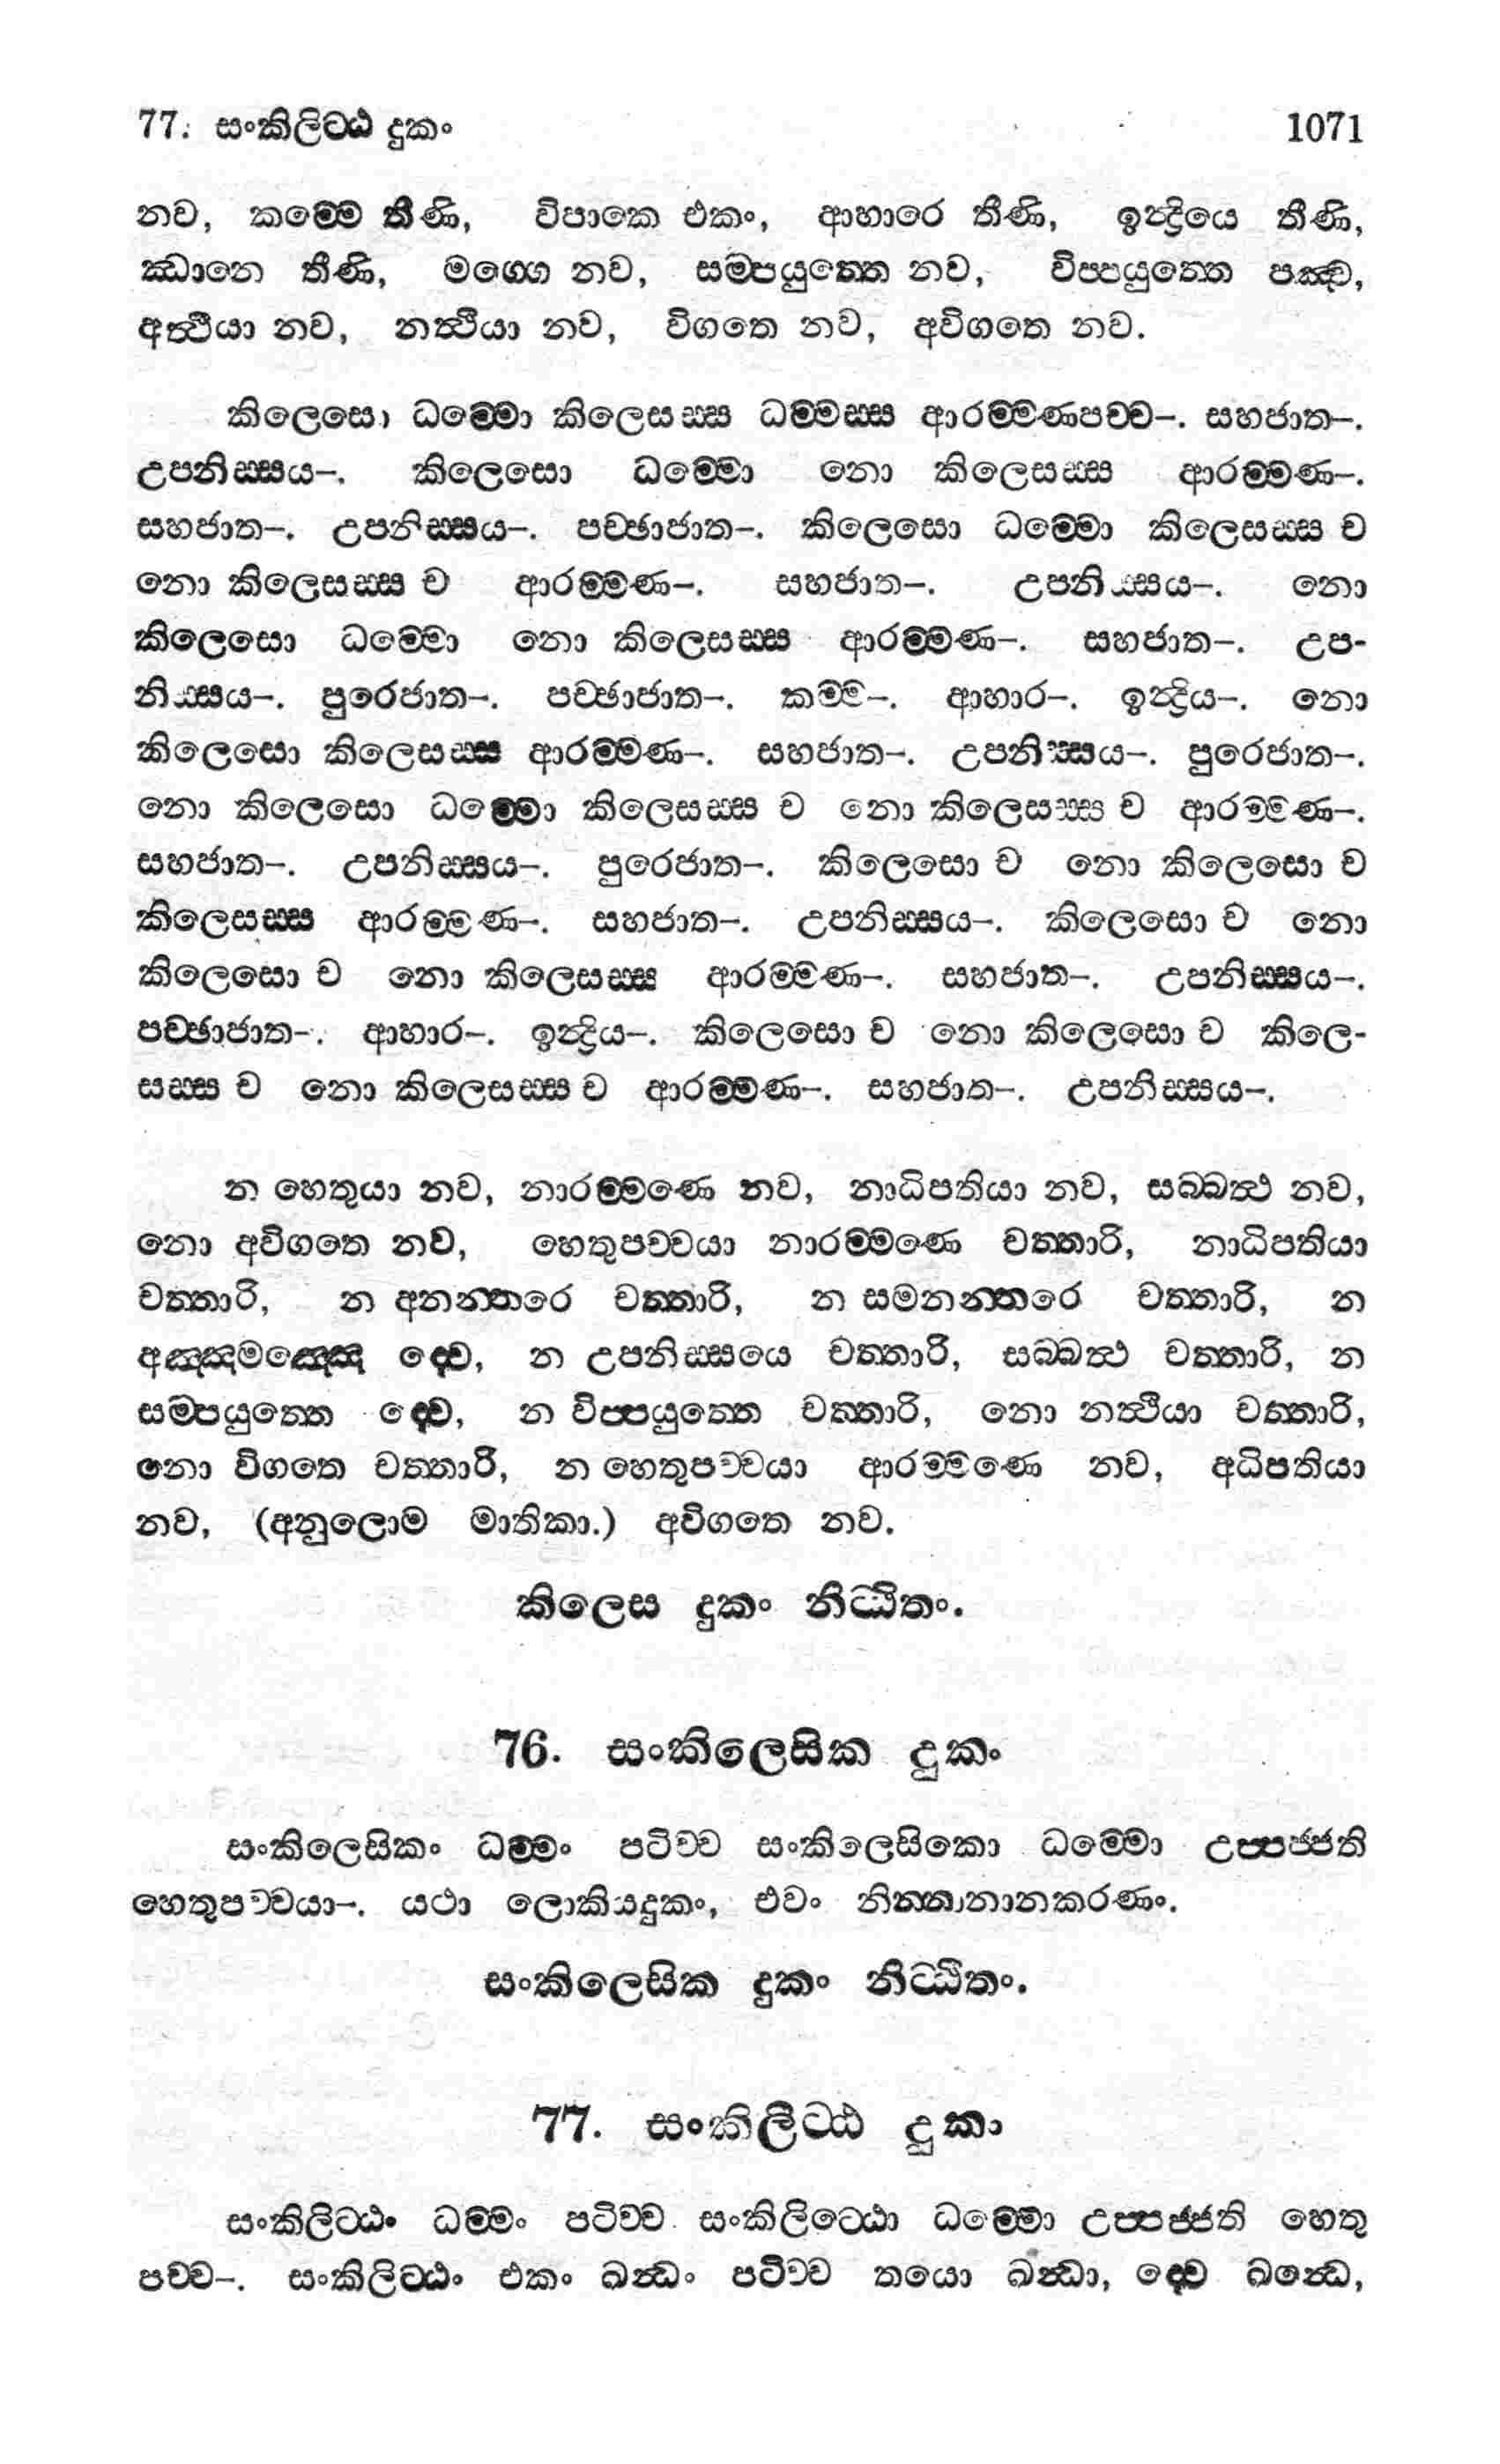 77. සංකිලිට්ඨ දුකං 1071
නව, කම්මෙ තීණි, විපාකෙ එකං, ආහාරෙ තීණි, ඉන්ද්‍රියෙ තීණි,
ඣානෙ තීණි, මග්ගෙ නව, සම්පයුත්තෙ නව, විප්පයුත්තෙ පඤ්ච,
අත්ථියා නව, නත්ථියා නව, විගතෙ නව, අවිගතෙ නව.
කිලෙසො ධම්මො කිලෙසස්ස ධම්මස්ස ආරම්මණපච්ච–. සහජාත–.
උපනිස්සය–. කිලෙසො ධම්මො නො කිලෙසස්ස ආරම්මණ–.
සහජාත–. උපනිස්සය–. පච්ඡාජාත–. කිලෙසො ධම්මො කිලෙසස්ස ච
නො කිලෙසස්ස ච ආරම්මණ–. සහජාත–. උපනිස්සය–. නො
කිලෙසො ධම්මො නො කිලෙසස්ස ආරම්මණ–. සහජාත–. උප-
නිස්සය–. පුරෙජාත–. පච්ඡාජාත–. කම්ම–. ආහාර–. ඉන්ද්‍රිය–. නො
කිලෙසො කිලෙසස්ස ආරම්මණ–. සහජාත–. උපනිස්සය–. පුරෙජාත–.
නො කිලෙසො ධම්මො කිලෙසස්ස ච නො කිලෙසස්ස ච ආරම්මණ–.
සහජාත–. උපනිස්සය–. පුරෙජාත–. කිලෙසො ච නො කිලෙසො ච
කිලෙසස්ස ආරම්මණ–. සහජාත–. උපනිස්සය–. කිලෙසො ච නො
කිලෙසො ච නො කිලෙසස්ස ආරම්මණ–. සහජාත–. උපනිස්සය–.
පච්ඡාජාත–. ආහාර–. ඉන්ද්‍රිය–. කිලෙසො ච නො කිලෙසො ච කිලෙ-
සස්ස ච නො කිලෙසස්ස ච ආරම්මණ–. සහජාත–. උපනිස්සය–.
න හෙතුයා නව, නාරම්මණෙ නව, නාධිපතියා නව, සබ්බත්ථ නව,
නො අවිගතෙ නව, හෙතුපච්චයා නාරම්මණෙ චත්තාරි, නාධිපතියා
චත්තාරි, න අනන්තරෙ චත්තාරි, න සමනන්තරෙ චත්තාරි, න
අඤ්ඤමඤ්ඤෙ ද්වෙ, න උපනිස්සයෙ චත්තාරි, සබ්බත්ථ චත්තාරි, න
සම්පයුත්තෙ ද්වෙ, න විප්පයුත්තෙ චත්තාරි, නො නත්ථියා චත්තාරි,
නො විගතෙ චත්තාරි, න හෙතුපච්චයා ආරම්මණෙ නව, අධිපතියා
නව, (අනුලොම මාතිකා.) අවිගතෙ නව.
කිලෙස දුකං නිට්ඨිතං.
76. සංකිලෙසික දුකං
සංකිලෙසිකං ධම්මං පටිච්ච සංකිලෙසිකො ධම්මො උප්පජ්ජති
හෙතුපච්චයා–. යථා ලොකියදුකං, එවං නින්නානාකරණං.
සංකිලෙසික දුකං නිට්ඨිතං.
77. සංකිලිට්ඨ දුකං
සංකිලිට්ඨං ධම්මං පටිච්ච සංකිලිට්ඨො ධම්මො උප්පජ්ජති හෙතු
පච්ච–. සංකිලිට්ඨං එකං ඛන්ධං පටිච්ච තයො ඛන්ධා, ද්වෙ ඛන්ධෙ,